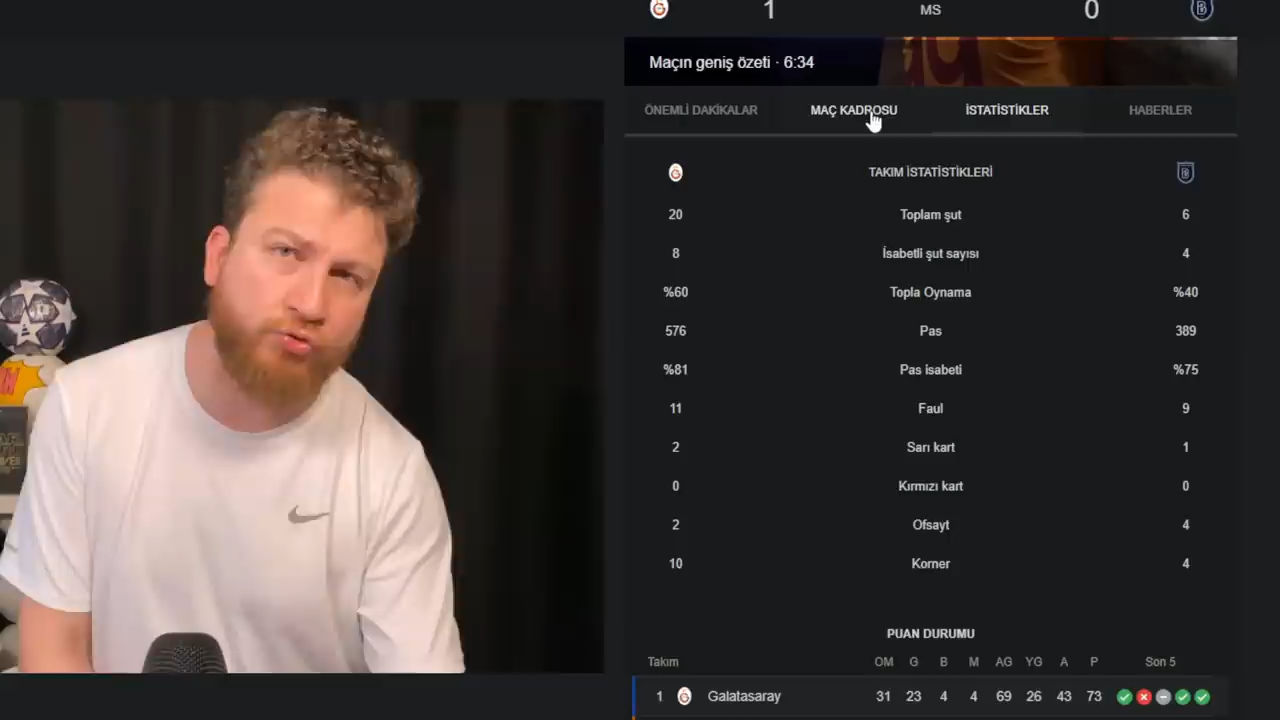 1 MS 0
Maçın geniş özeti · 6:34
ÖNEMLİ DAKİKALAR MAÇ KADROSU İSTATİSTİKLER HABERLER
TAKIM İSTATİSTİKLERİ
20 Toplam şut 6
8 İsabetli şut sayısı 4
%60 Topla Oynama %40
576 Pas 389
%81 Pas isabeti %75
11 Faul 9
2 Sarı kart 1
0 Kırmızı kart 0
2 Ofsayt 4
10 Korner 4
PUAN DURUMU
Takım OM G B M AG YG A P Son 5
1 Galatasaray 31 23 4 4 69 26 43 73